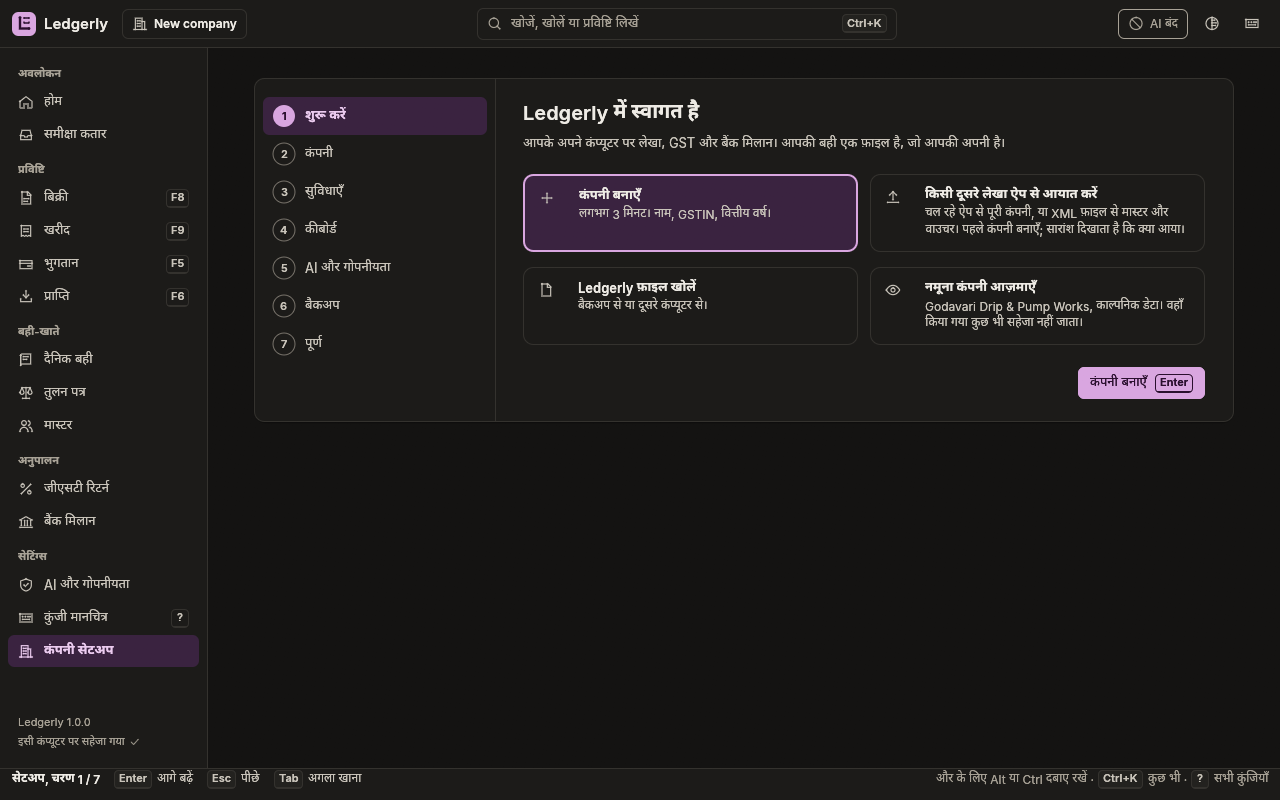 Ledgerly
New company
खोजें, खोलें या प्रविष्टि लिखें
Ctrl+K
AI बंद
अवलोकन
होम
समीक्षा कतार
प्रविष्टि
बिक्री F8
खरीद F9
भुगतान F5
प्राप्ति F6
बही-खाते
दैनिक बही
तुलन पत्र
मास्टर
अनुपालन
जीएसटी रिटर्न
बैंक मिलान
सेटिंग्स
AI और गोपनीयता
कुंजी मानचित्र ?
कंपनी सेटअप
Ledgerly 1.0.0
इसी कंप्यूटर पर सहेजा गया
1 शुरू करें
2 कंपनी
3 सुविधाएँ
4 कीबोर्ड
5 AI और गोपनीयता
6 बैकअप
7 पूर्ण
Ledgerly में स्वागत है
आपके अपने कंप्यूटर पर लेखा, GST और बैंक मिलान। आपकी बही एक फ़ाइल है, जो आपकी अपनी है।
कंपनी बनाएँ
लगभग 3 मिनट। नाम, GSTIN, वित्तीय वर्ष।
किसी दूसरे लेखा ऐप से आयात करें
चल रहे ऐप से पूरी कंपनी, या XML फ़ाइल से मास्टर और
वाउचर। पहले कंपनी बनाएँ; सारांश दिखाता है कि क्या आया।
Ledgerly फ़ाइल खोलें
बैकअप से या दूसरे कंप्यूटर से।
नमूना कंपनी आज़माएँ
Godavari Drip & Pump Works, काल्पनिक डेटा। वहाँ
किया गया कुछ भी सहेजा नहीं जाता।
कंपनी बनाएँ Enter
सेटअप, चरण 1 / 7 Enter आगे बढ़ें Esc पीछे Tab अगला खाना
और के लिए Alt या Ctrl दबाए रखें · Ctrl+K कुछ भी · ? सभी कुंजियाँ